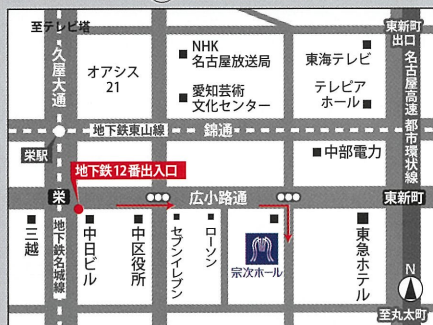 至テレビ塔
久屋大通
オアシス
21
NHK
名古屋放送局
愛知芸術
文化センター
東海テレビ
テレピア
ホール
東新町
出口
名古屋高速 都市環状線
地下鉄東山線
錦通
栄駅
地下鉄12番出入口
中部電力
栄
広小路通
東新町
三越
地下鉄名城線
中日ビル
中区役所
セブンイレブン
ローソン
宗次ホール
東急ホテル
N
至丸太町